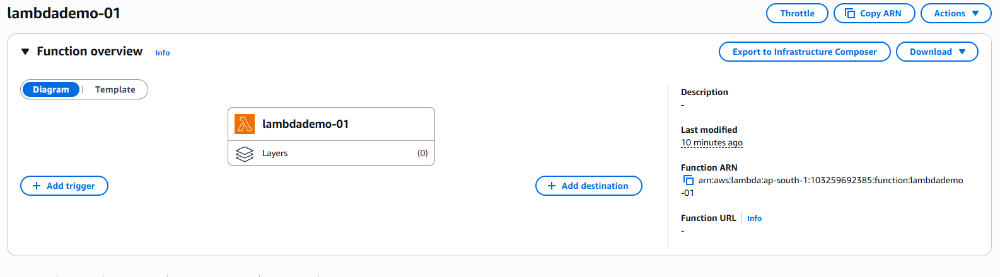 lambdademo-01
Throttle
Copy ARN
Actions
Function overview
Info
Export to Infrastructure Composer
Download
Diagram
Template
lambdademo-01
Layers
(0)
Add trigger
Add destination
Description
-
Last modified
10 minutes ago
Function ARN
arn:aws:lambda:ap-south-1:103259692385:function:lambdademo
-01
Function URL
Info
-